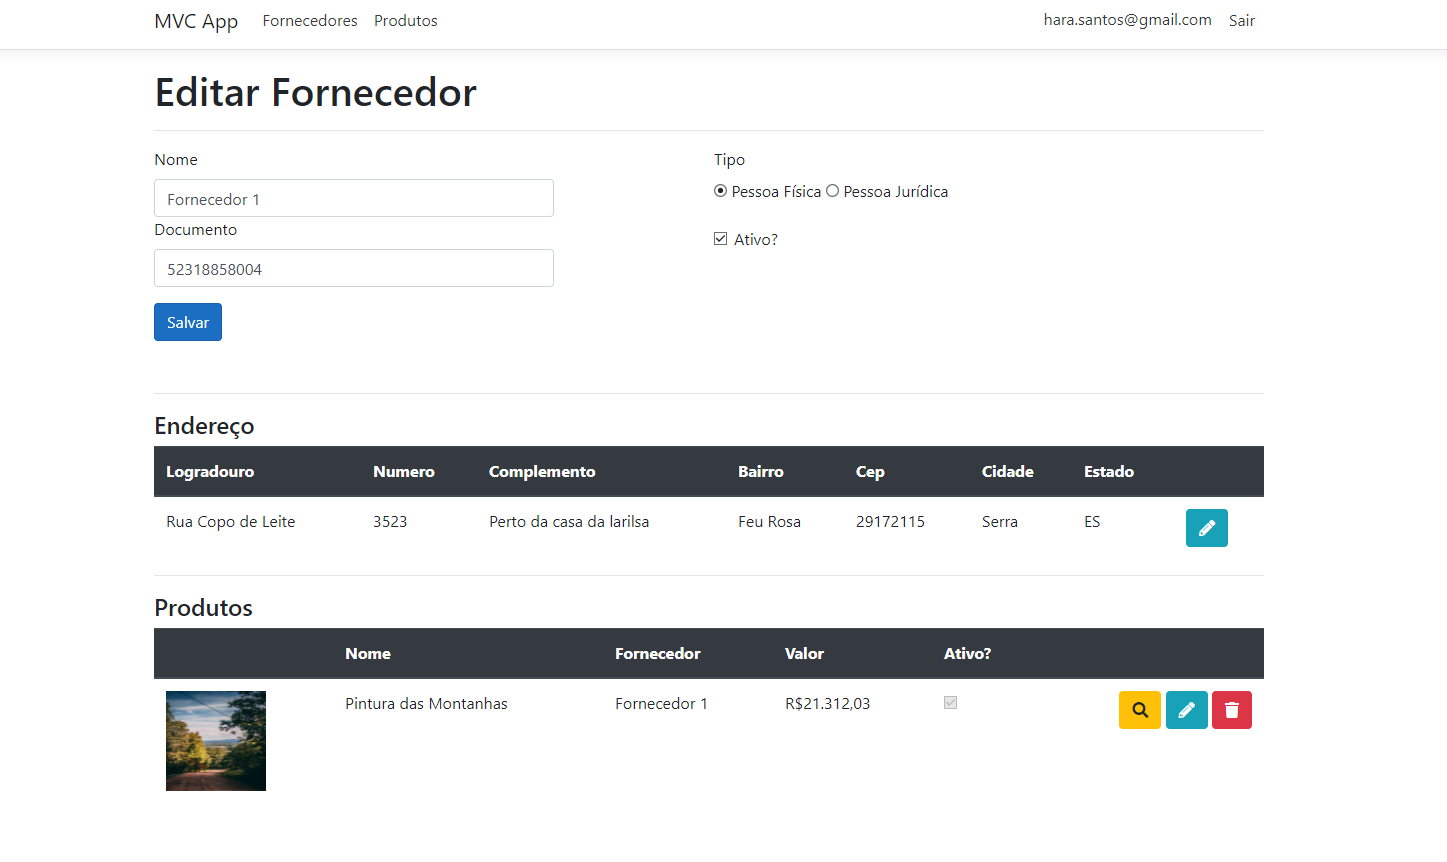 MVC App Fornecedores Produtos hara.santos@gmail.com Sair
Editar Fornecedor
Nome
Fornecedor 1
Documento
52318858004
Salvar
Tipo
Pessoa Física Pessoa Jurídica
Ativo?
Endereço
Logradouro Numero Complemento Bairro Cep Cidade Estado
Rua Copo de Leite 3523 Perto da casa da larilsa Feu Rosa 29172115 Serra ES
Produtos
Nome Fornecedor Valor Ativo?
Pintura das Montanhas Fornecedor 1 R$21.312,03